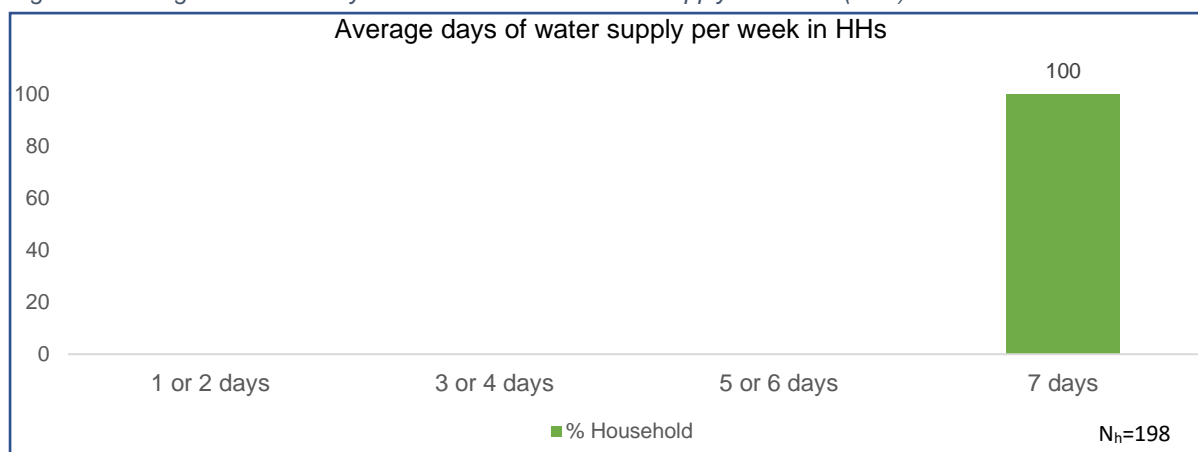 Average days of water supply per week in HHs
100
100
80
60
40
20
0
1 or 2 days 3 or 4 days 5 or 6 days 7 days
% Household
Nₕ=198